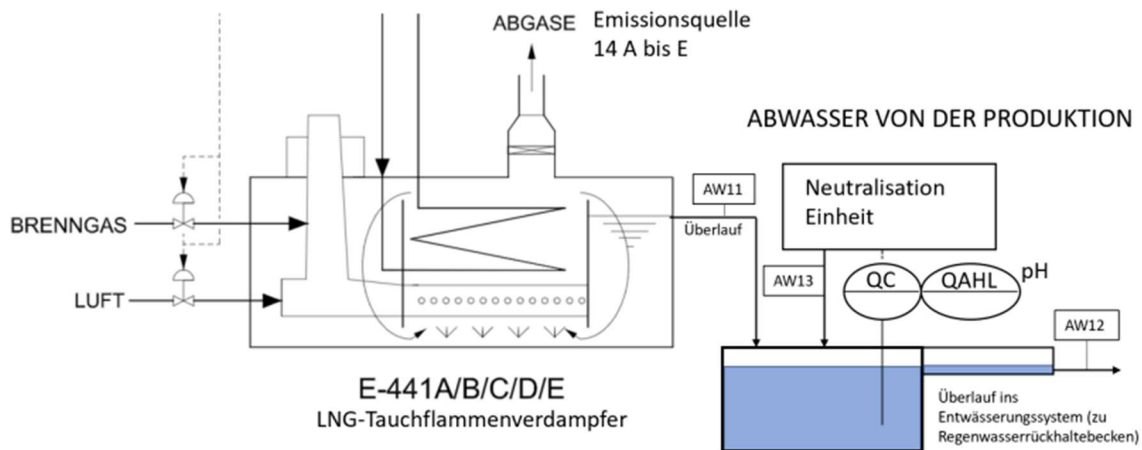 ABGASE
Emissionsquelle
14 A bis E
ABWASSER VON DER PRODUKTION
BRENNGAS
LUFT
AW11
Überlauf
Neutralisation
Einheit
AW13
QC
QAHL
pH
AW12
E-441A/B/C/D/E
LNG-Tauchflammenverdampfer
Überlauf ins
Entwässerungssystem (zu
Regenwasserrückhaltebecken)